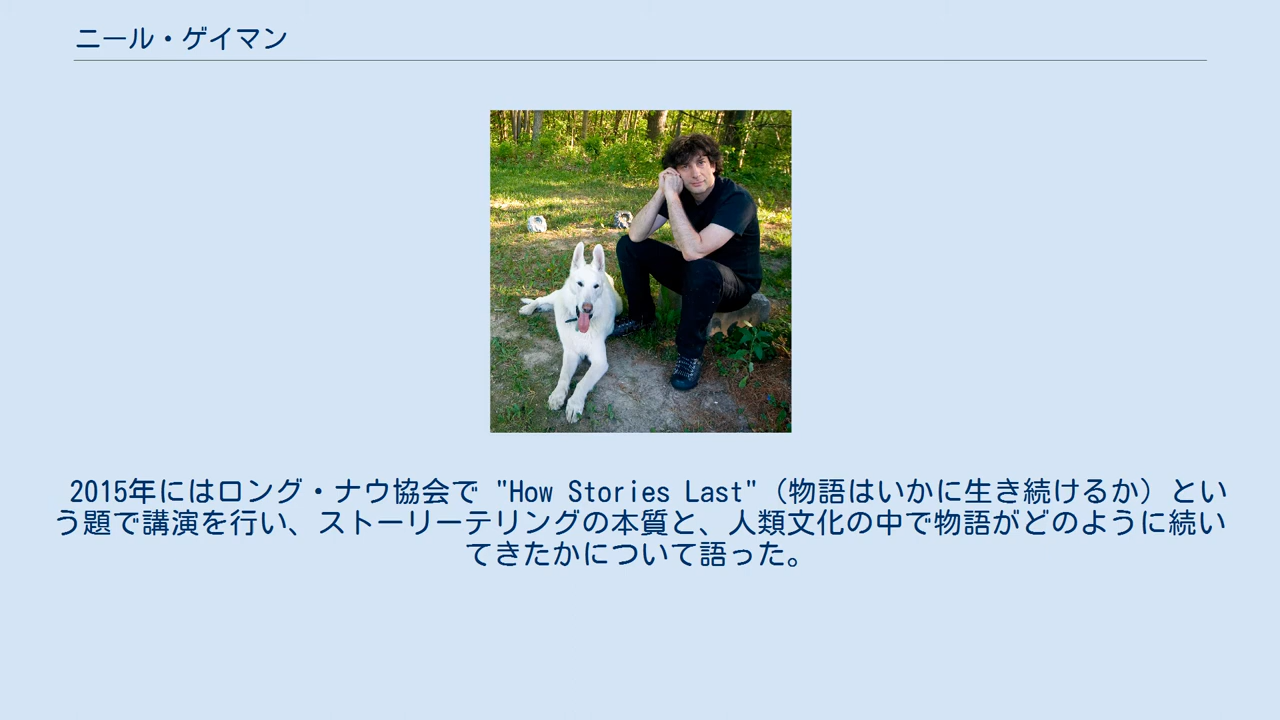 ニール・ゲイマン
2015年にはロング・ナウ協会で "How Stories Last"（物語はいかに生き続けるか）とい
う題で講演を行い、ストーリーテリングの本質と、人類文化の中で物語がどのように続い
てきたかについて語った。